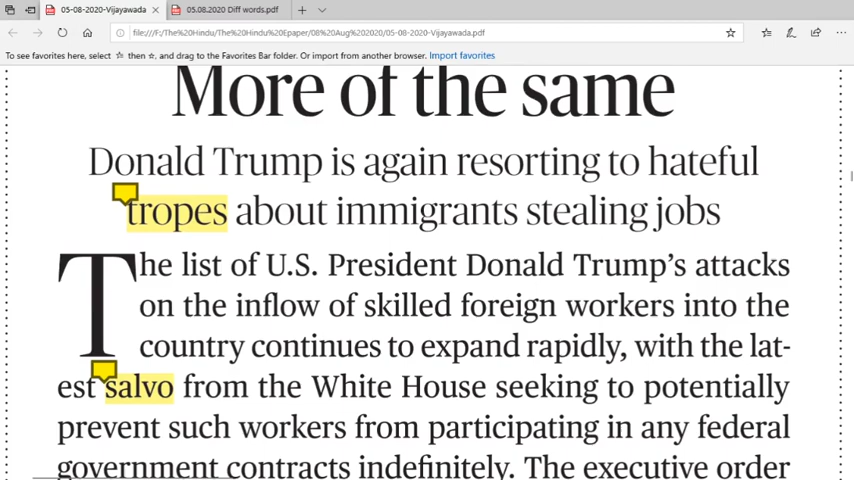 05-08-2020-Vijayawada
05.08.2020 Diff words.pdf
file:///F:/The%20Hindu/The%20Hindu%20Epaper/08%20Aug%202020/05-08-2020-Vijayawada.pdf
To see favorites here, select ☆ then ☆, and drag to the Favorites Bar folder. Or import from another browser. Import favorites
More of the same
Donald Trump is again resorting to hateful
tropes about immigrants stealing jobs
The list of U.S. President Donald Trump’s attacks
on the inflow of skilled foreign workers into the
country continues to expand rapidly, with the lat-
est salvo from the White House seeking to potentially
prevent such workers from participating in any federal
government contracts indefinitely. The executive order